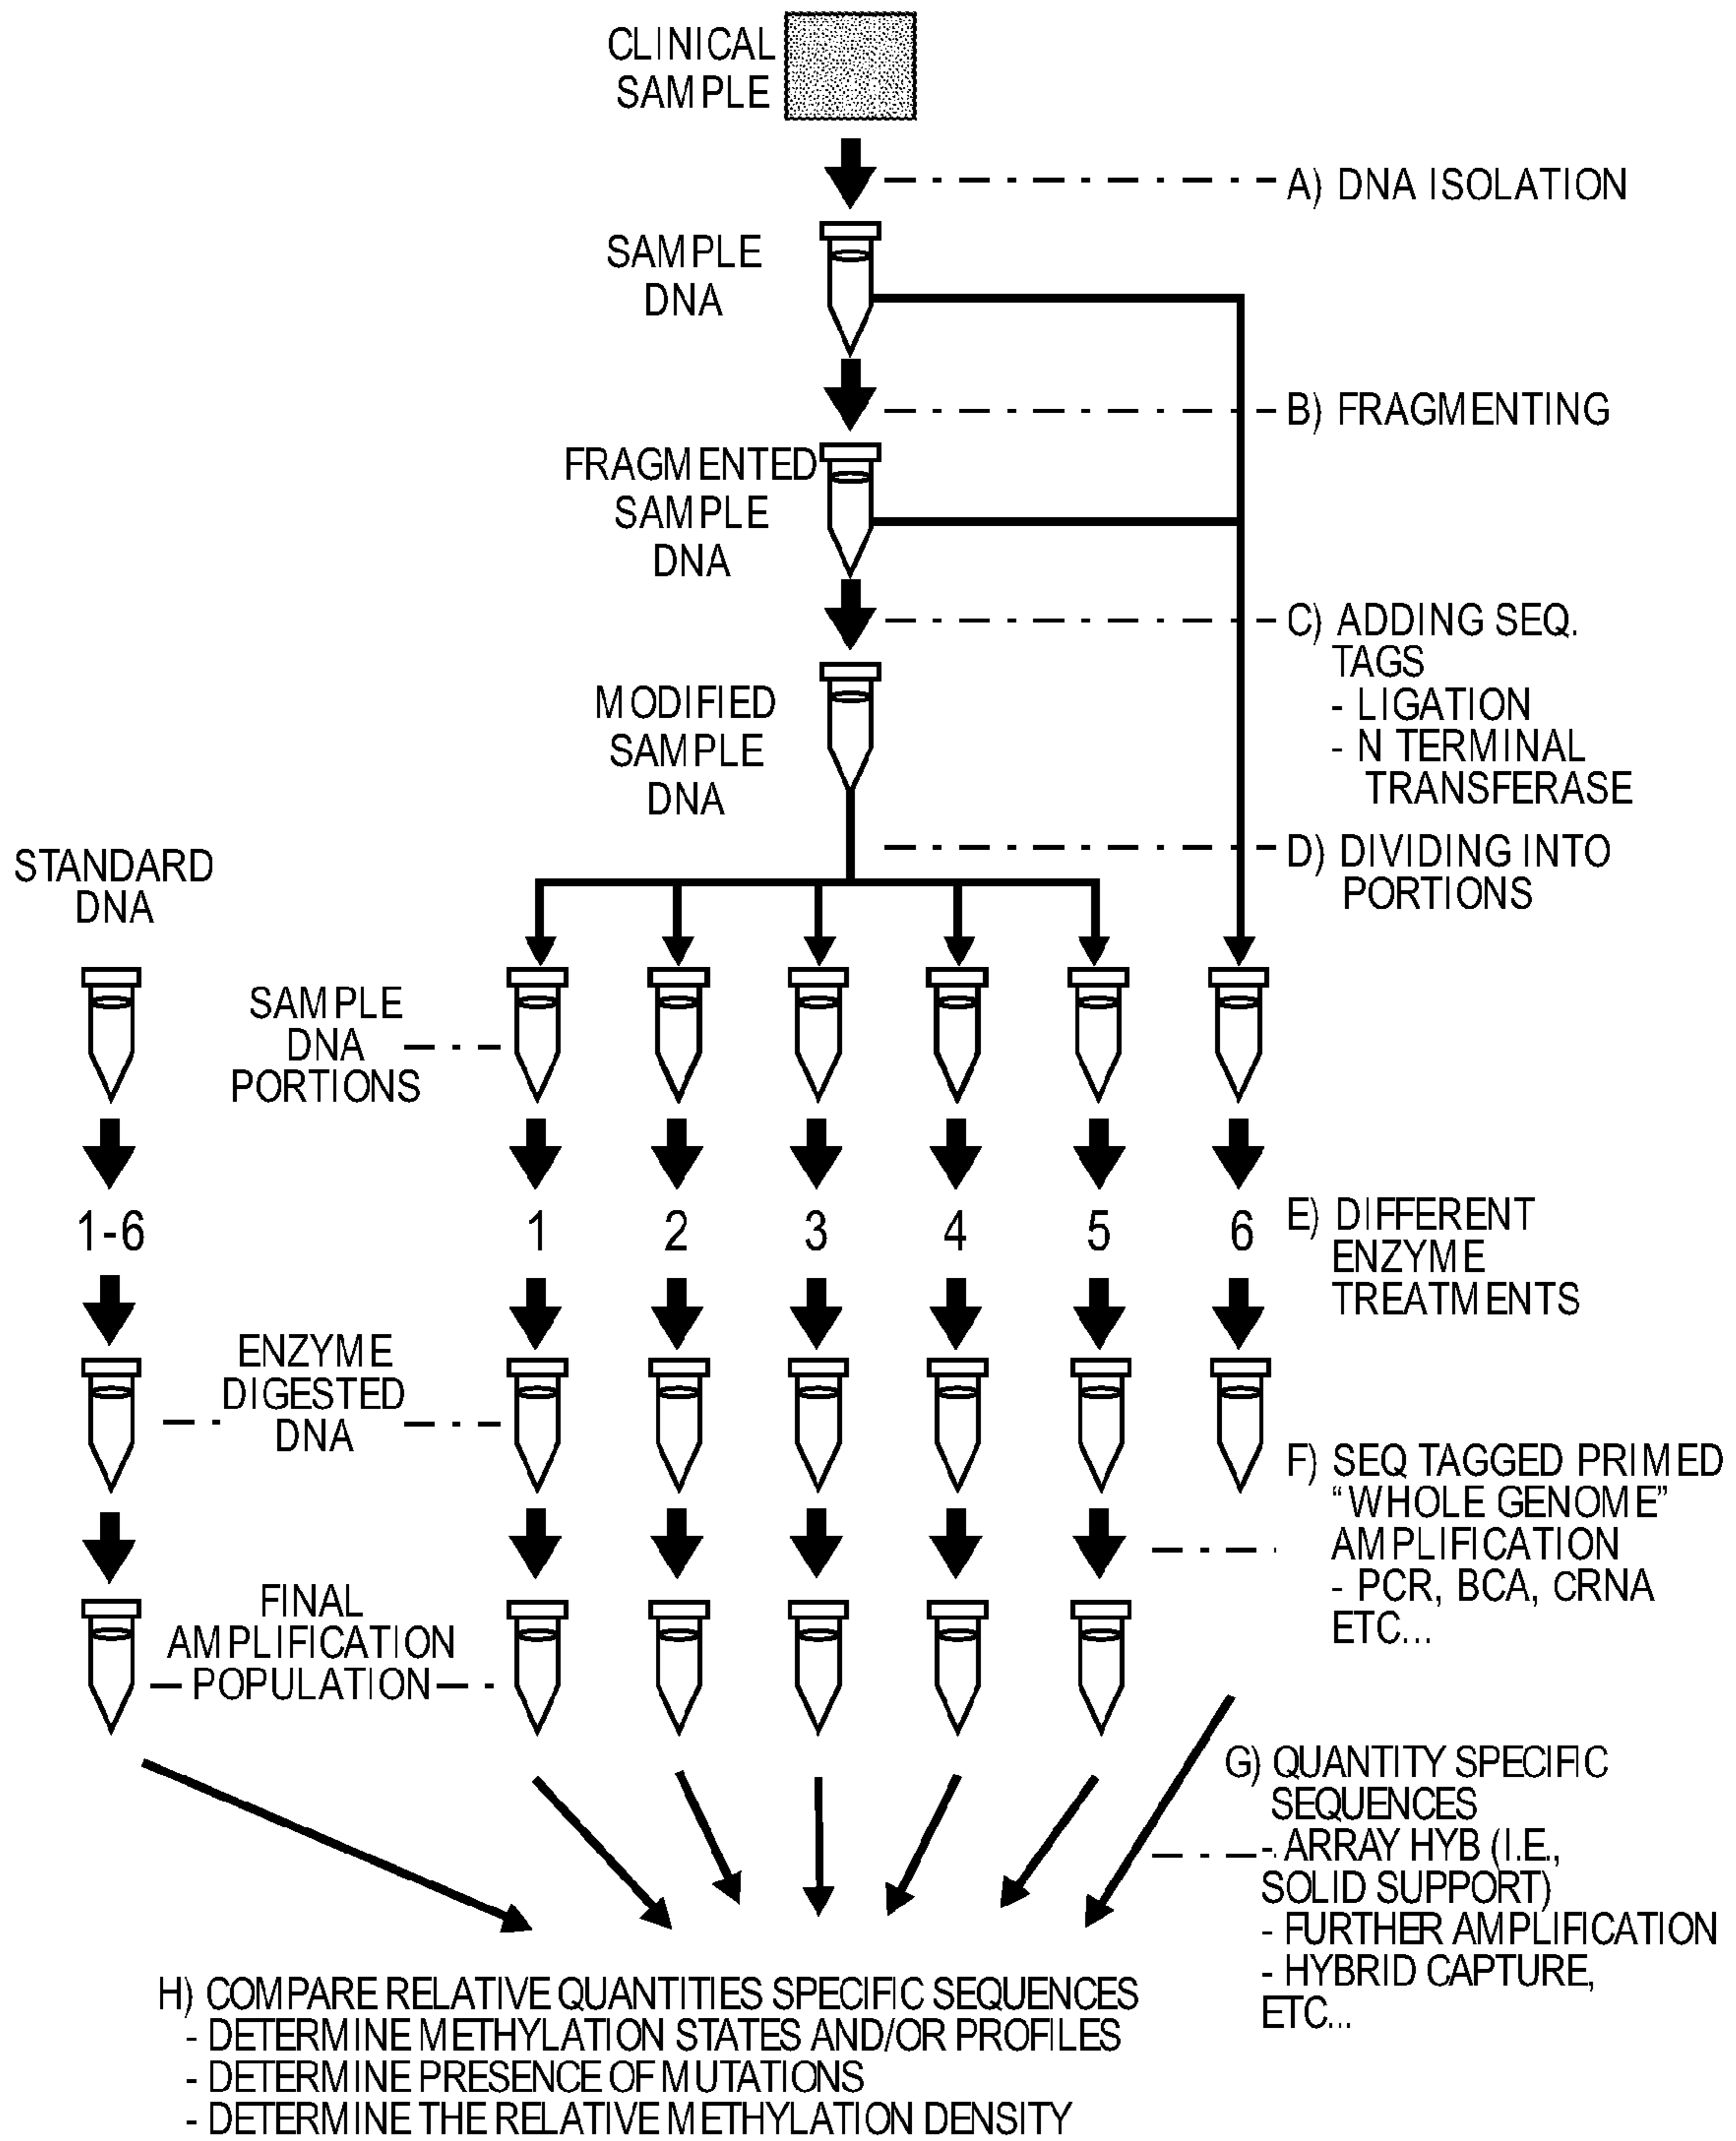 CLINICAL
SAMPLE
A) DNA ISOLATION
SAMPLE
DNA
B) FRAGMENTING
FRAGMENTED
SAMPLE
DNA
C) ADDING SEQ.
TAGS
- LIGATION
- N TERMINAL
TRANSFERASE
MODIFIED
SAMPLE
DNA
D) DIVIDING INTO
PORTIONS
STANDARD
DNA
SAMPLE
DNA
PORTIONS
1-6
1
2
3
4
5
6
E) DIFFERENT
ENZYME
TREATMENTS
ENZYME
DIGESTED
DNA
F) SEQ TAGGED PRIMED
“WHOLE GENOME”
AMPLIFICATION
- PCR, BCA, CRNA
ETC...
FINAL
AMPLIFICATION
POPULATION
G) QUANTITY SPECIFIC
SEQUENCES
- ARRAY HYB (I.E.,
SOLID SUPPORT)
- FURTHER AMPLIFICATION
- HYBRID CAPTURE,
ETC...
H) COMPARE RELATIVE QUANTITIES SPECIFIC SEQUENCES
- DETERMINE METHYLATION STATES AND/OR PROFILES
- DETERMINE PRESENCE OF MUTATIONS
- DETERMINE THE RELATIVE METHYLATION DENSITY